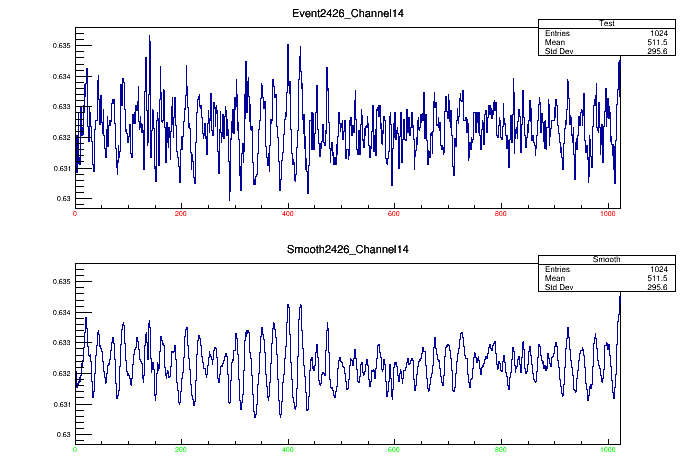 Event2426_Channel14
Test
Entries 1024
Mean 511.5
Std Dev 295.6
0.635
0.634
0.633
0.632
0.631
0.63
0 200 400 600 800 1000
Smooth2426_Channel14
Smooth
Entries 1024
Mean 511.5
Std Dev 295.6
0.635
0.634
0.633
0.632
0.631
0.63
0 200 400 600 800 1000